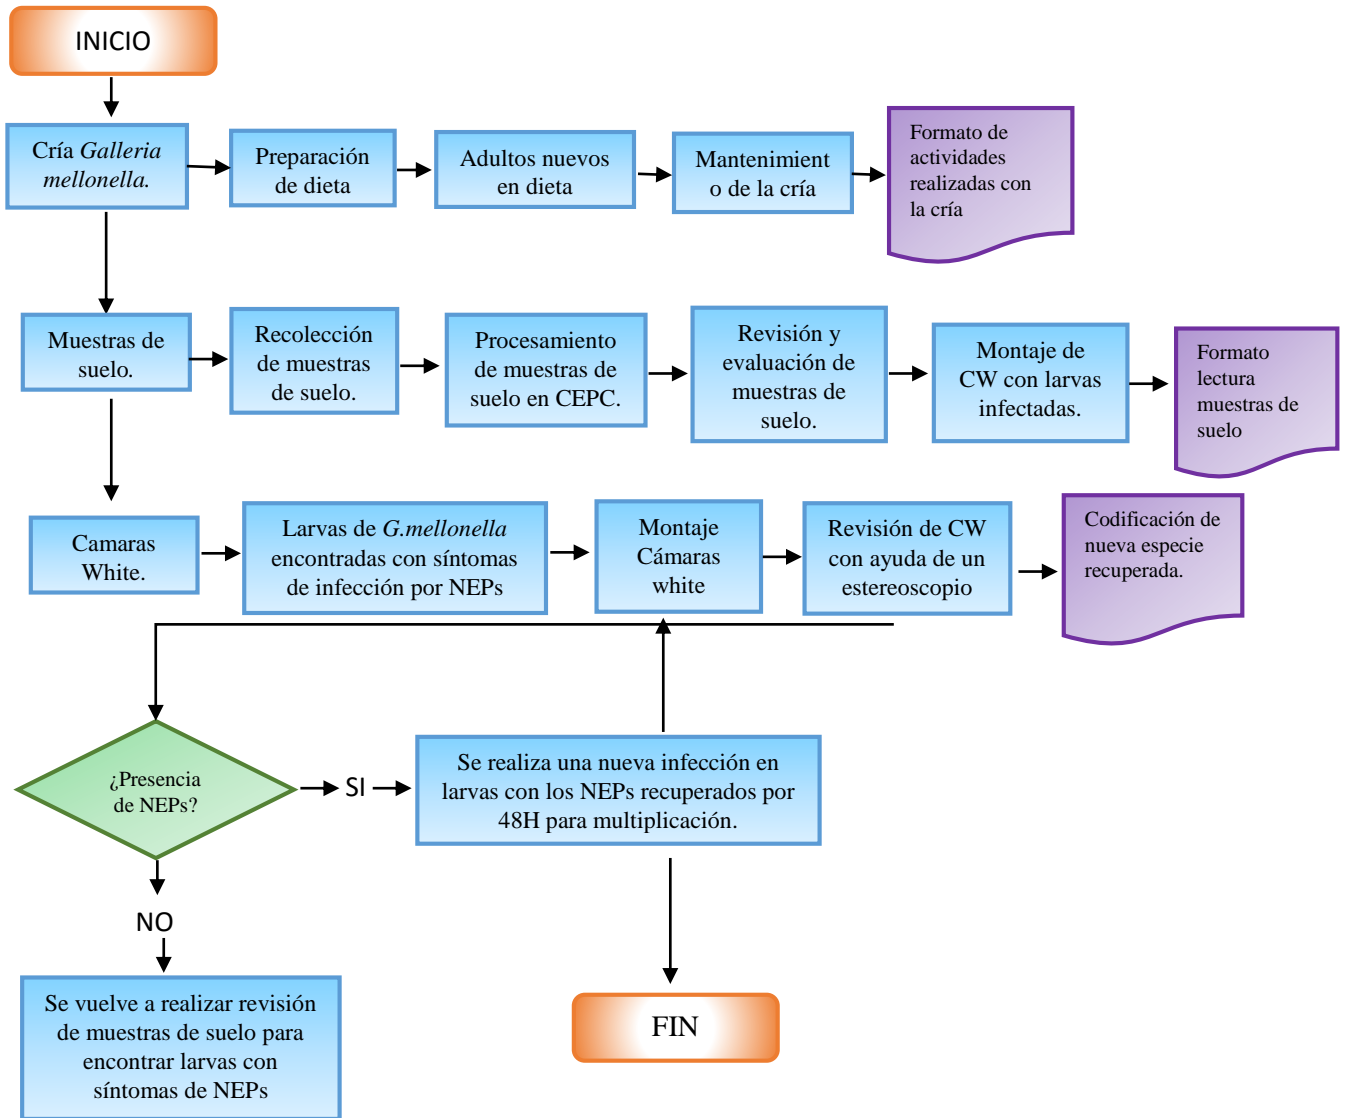 INICIO
Cría Galleria
mellonella.
Preparación
de dieta
Adultos nuevos
en dieta
Mantenimient
o de la cría
Formato de
actividades
realizadas con
la cría
Muestras de
suelo.
Recolección
de muestras
de suelo.
Procesamiento
de muestras de
suelo en CEPC.
Revisión y
evaluación de
muestras de
suelo.
Montaje de
CW con larvas
infectadas.
Formato
lectura
muestras de
suelo
Camaras
White.
Larvas de G.mellonella
encontradas con síntomas
de infección por NEPs
Montaje
Cámaras
white
Revisión de CW
con ayuda de un
estereoscopio
Codificación de
nueva especie
recuperada.
¿Presencia
de NEPs?
SI
Se realiza una nueva infección en
larvas con los NEPs recuperados por
48H para multiplicación.
NO
Se vuelve a realizar revisión
de muestras de suelo para
encontrar larvas con
síntomas de NEPs
FIN